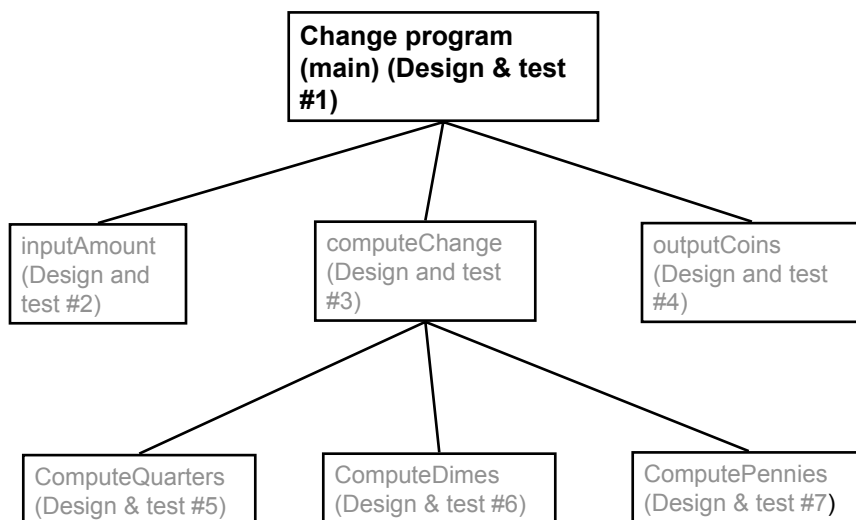 Change program
(main) (Design & test
#1)
inputAmount
(Design and
test #2)
computeChange
(Design and test
#3)
outputCoins
(Design and test
#4)
ComputeQuarters
(Design & test #5)
ComputeDimes
(Design & test #6)
ComputePennies
(Design & test #7)